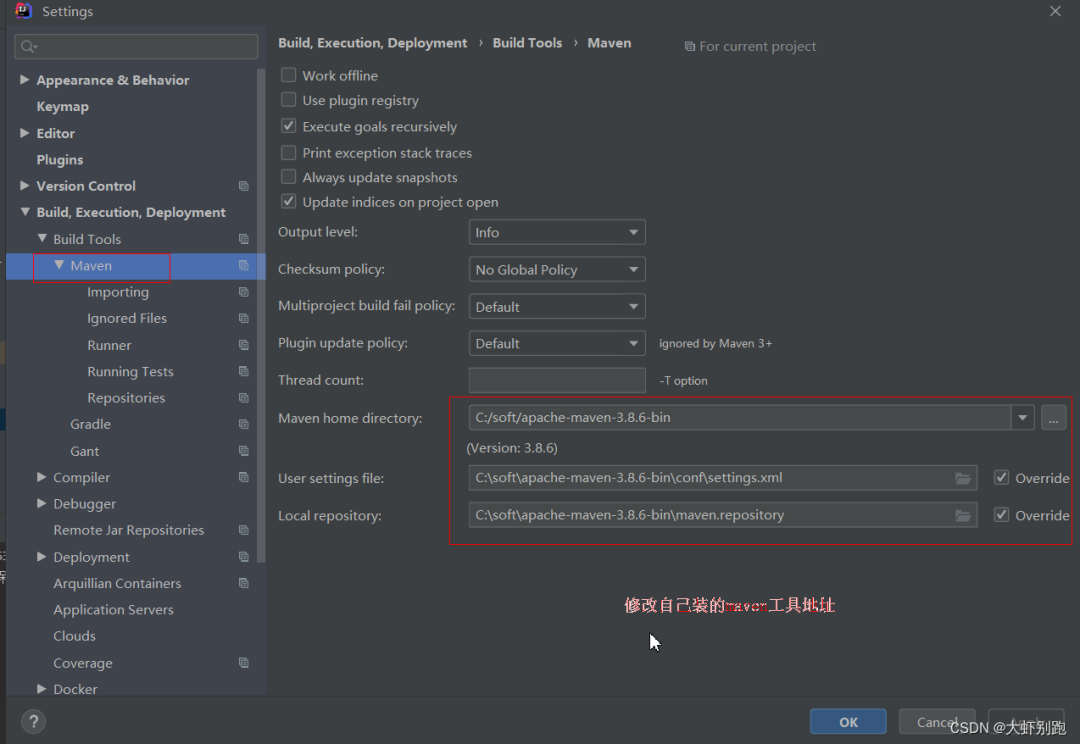 Settings
Build, Execution, Deployment › Build Tools › Maven
For current project
Appearance & Behavior
Keymap
Editor
Plugins
Version Control
Build, Execution, Deployment
Build Tools
Maven
Importing
Ignored Files
Runner
Running Tests
Repositories
Gradle
Gant
Compiler
Debugger
Remote Jar Repositories
Deployment
Arquillian Containers
Application Servers
Clouds
Coverage
Docker
Work offline
Use plugin registry
Execute goals recursively
Print exception stack traces
Always update snapshots
Update indices on project open
Output level: Info
Checksum policy: No Global Policy
Multiproject build fail policy: Default
Plugin update policy: Default ignored by Maven 3+
Thread count: -T option
Maven home directory: C:/soft/apache-maven-3.8.6-bin ...
(Version: 3.8.6)
User settings file: C:\soft\apache-maven-3.8.6-bin\conf\settings.xml Override
Local repository: C:\soft\apache-maven-3.8.6-bin\maven.repository Override
修改自己装的maven工具地址
? OK Cancel
CSDN @大虾别跑